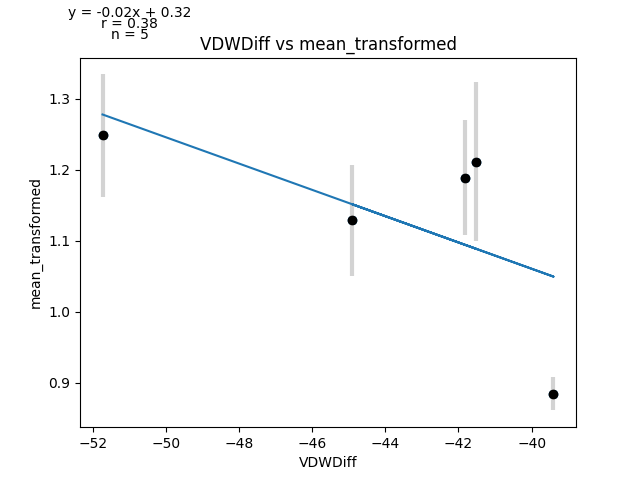 y = -0.02x + 0.32
r = 0.38
n = 5
VDWDiff vs mean_transformed
mean_transformed
1.3
1.2
1.1
1.0
0.9
−52
−50
−48
−46
−44
−42
−40
VDWDiff